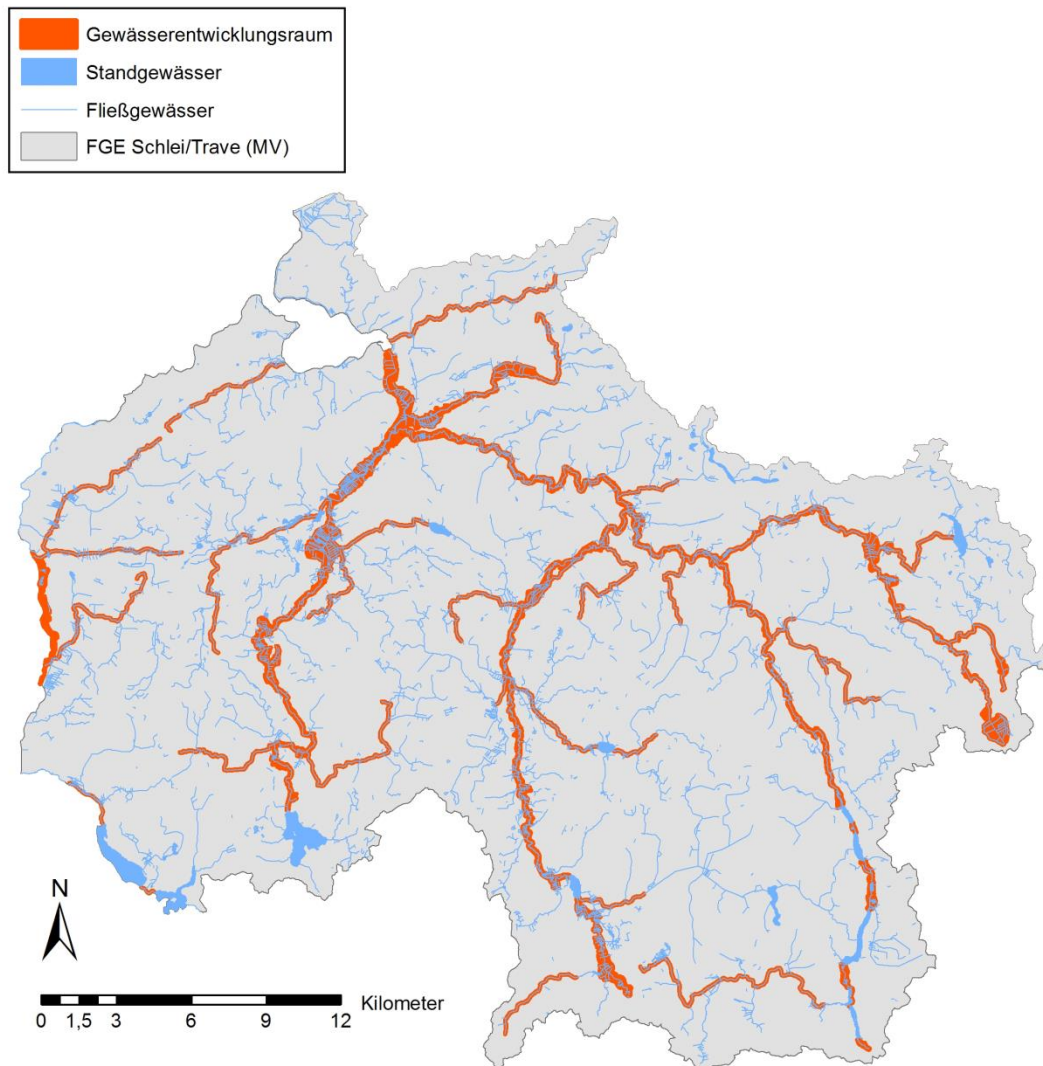 Gewässerentwicklungsraum
Standgewässer
Fließgewässer
FGE Schlei/Trave (MV)
N
Kilometer
0 1,5 3 6 9 12